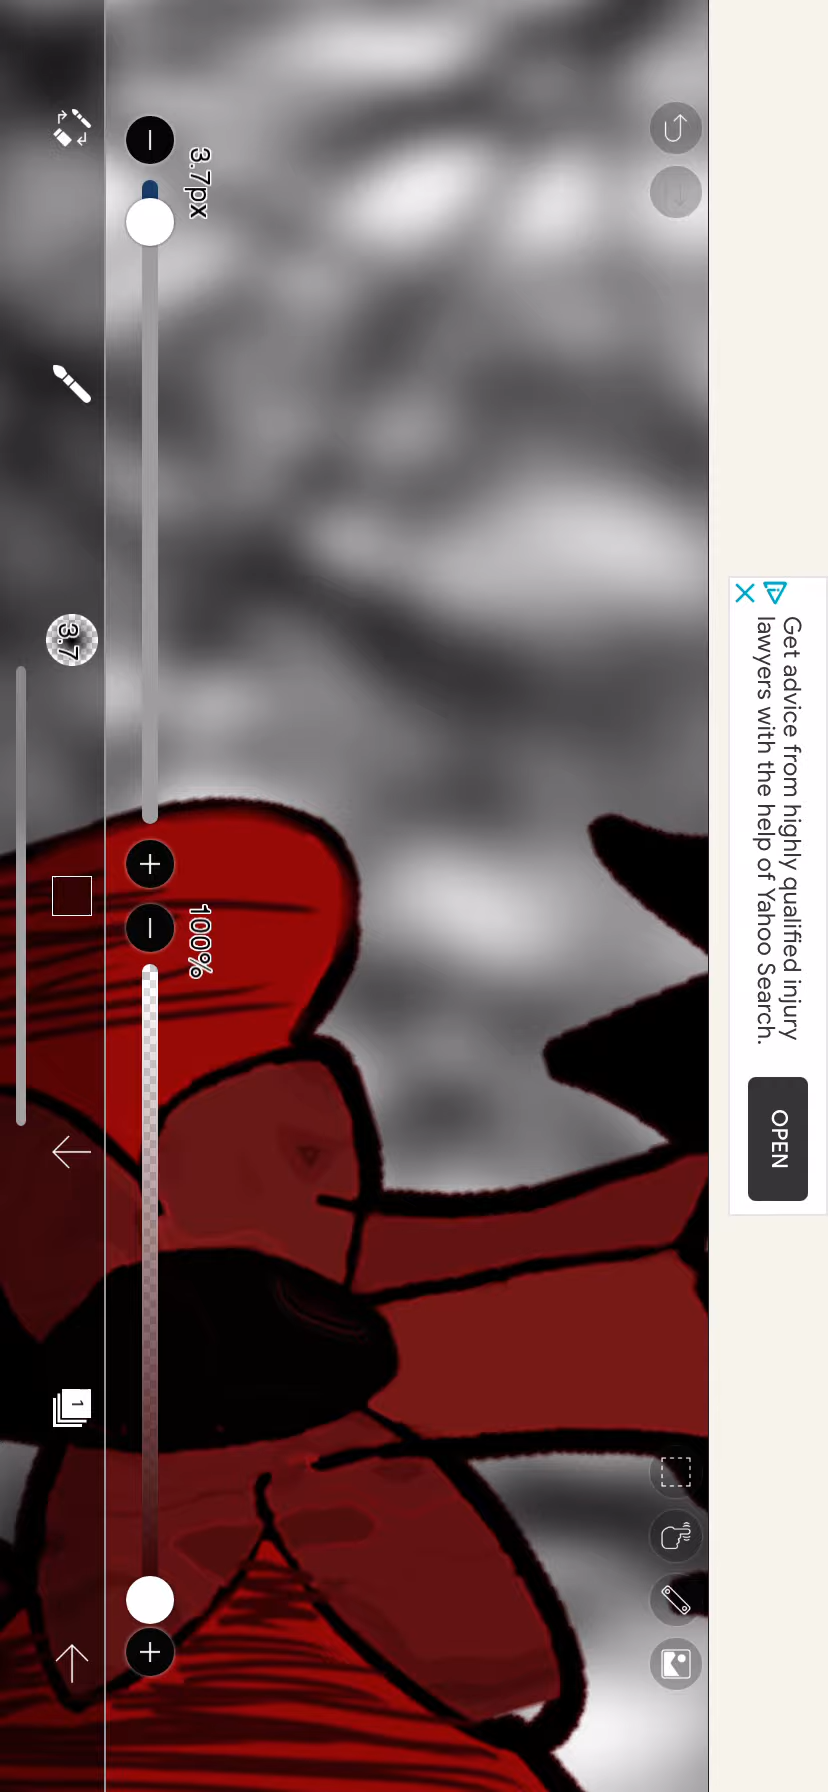 3.7px
100%
3.7
1
Get advice from highly qualified injury
lawyers with the help of Yahoo Search.
OPEN